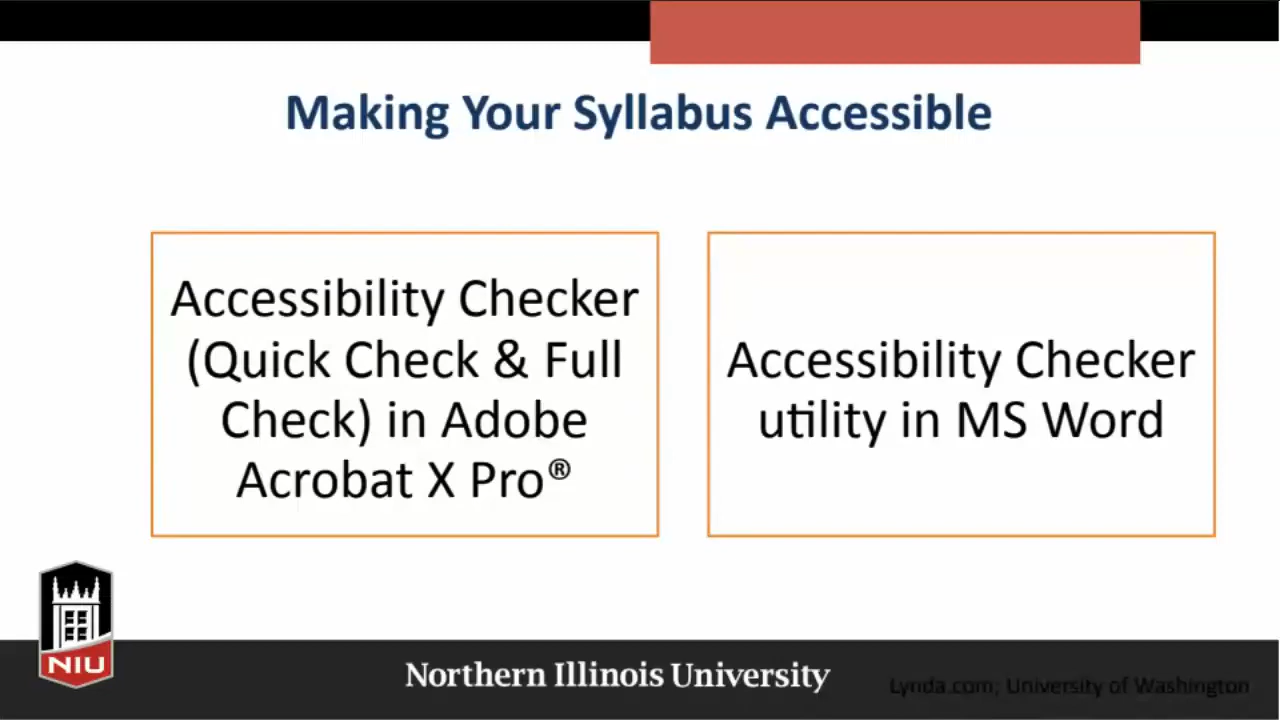 Making Your Syllabus Accessible
Accessibility Checker
(Quick Check & Full
Check) in Adobe
Acrobat X Pro®
Accessibility Checker
utility in MS Word
NIU
Northern Illinois University
Lynda.com; University of Washington